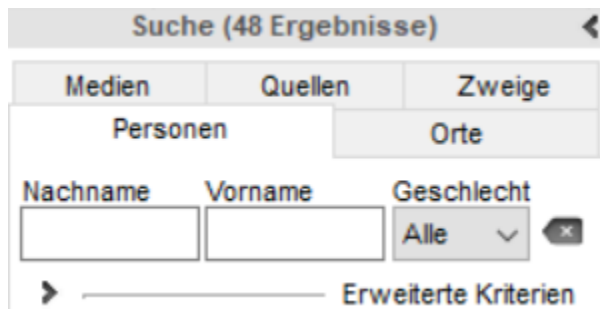 Suche (48 Ergebnisse)
Medien Quellen Zweige
Personen Orte
Nachname Vorname Geschlecht
Alle
Erweiterte Kriterien